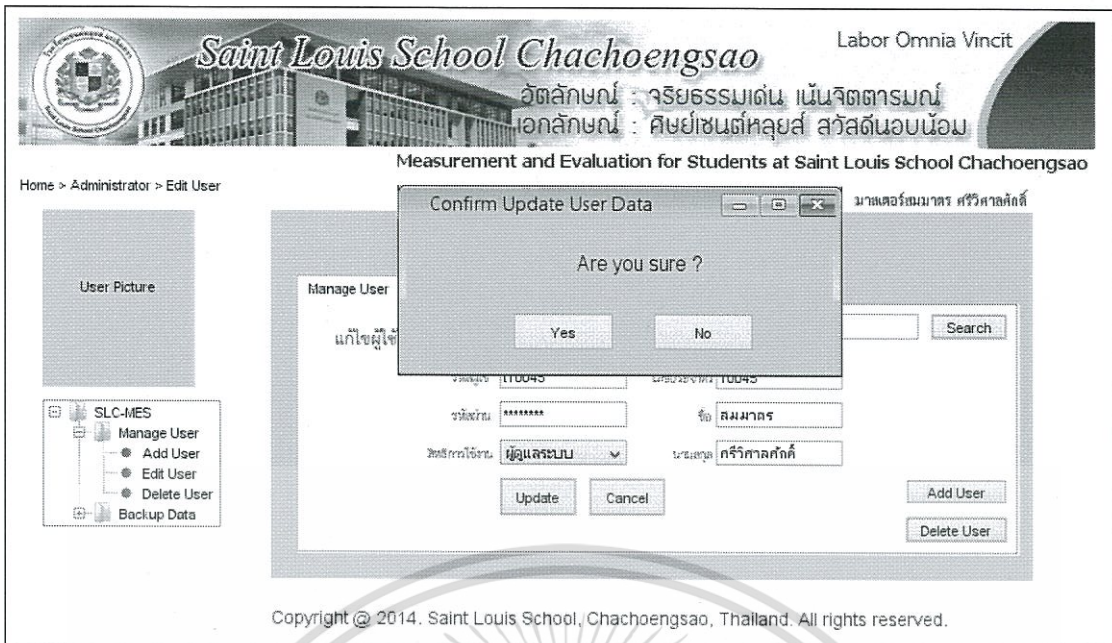 Saint Louis School Chachoengsao
Labor Omnia Vincit
อัตลักษณ์ : จริยธรรมเด่น เน้นจิตตารมณ์
เอกลักษณ์ : ศิษย์เซนต์หลุยส์ สวัสดีนอบน้อม
Measurement and Evaluation for Students at Saint Louis School Chachoengsao
Home > Administrator > Edit User
มาสเตอร์สมมาตร ศรีวิศาลศักดิ์
Confirm Update User Data
Are you sure ?
Yes No
User Picture
Manage User
แก้ไขผู้ใช้
Search
IT0045 10045
รหัสผ่าน ******** ชื่อ สมมาตร
สิทธิการใช้งาน ผู้ดูแลระบบ นามสกุล ศรีวิศาลศักดิ์
Update Cancel
Add User
Delete User
SLC-MES
Manage User
Add User
Edit User
Delete User
Backup Data
Copyright @ 2014. Saint Louis School, Chachoengsao, Thailand. All rights reserved.